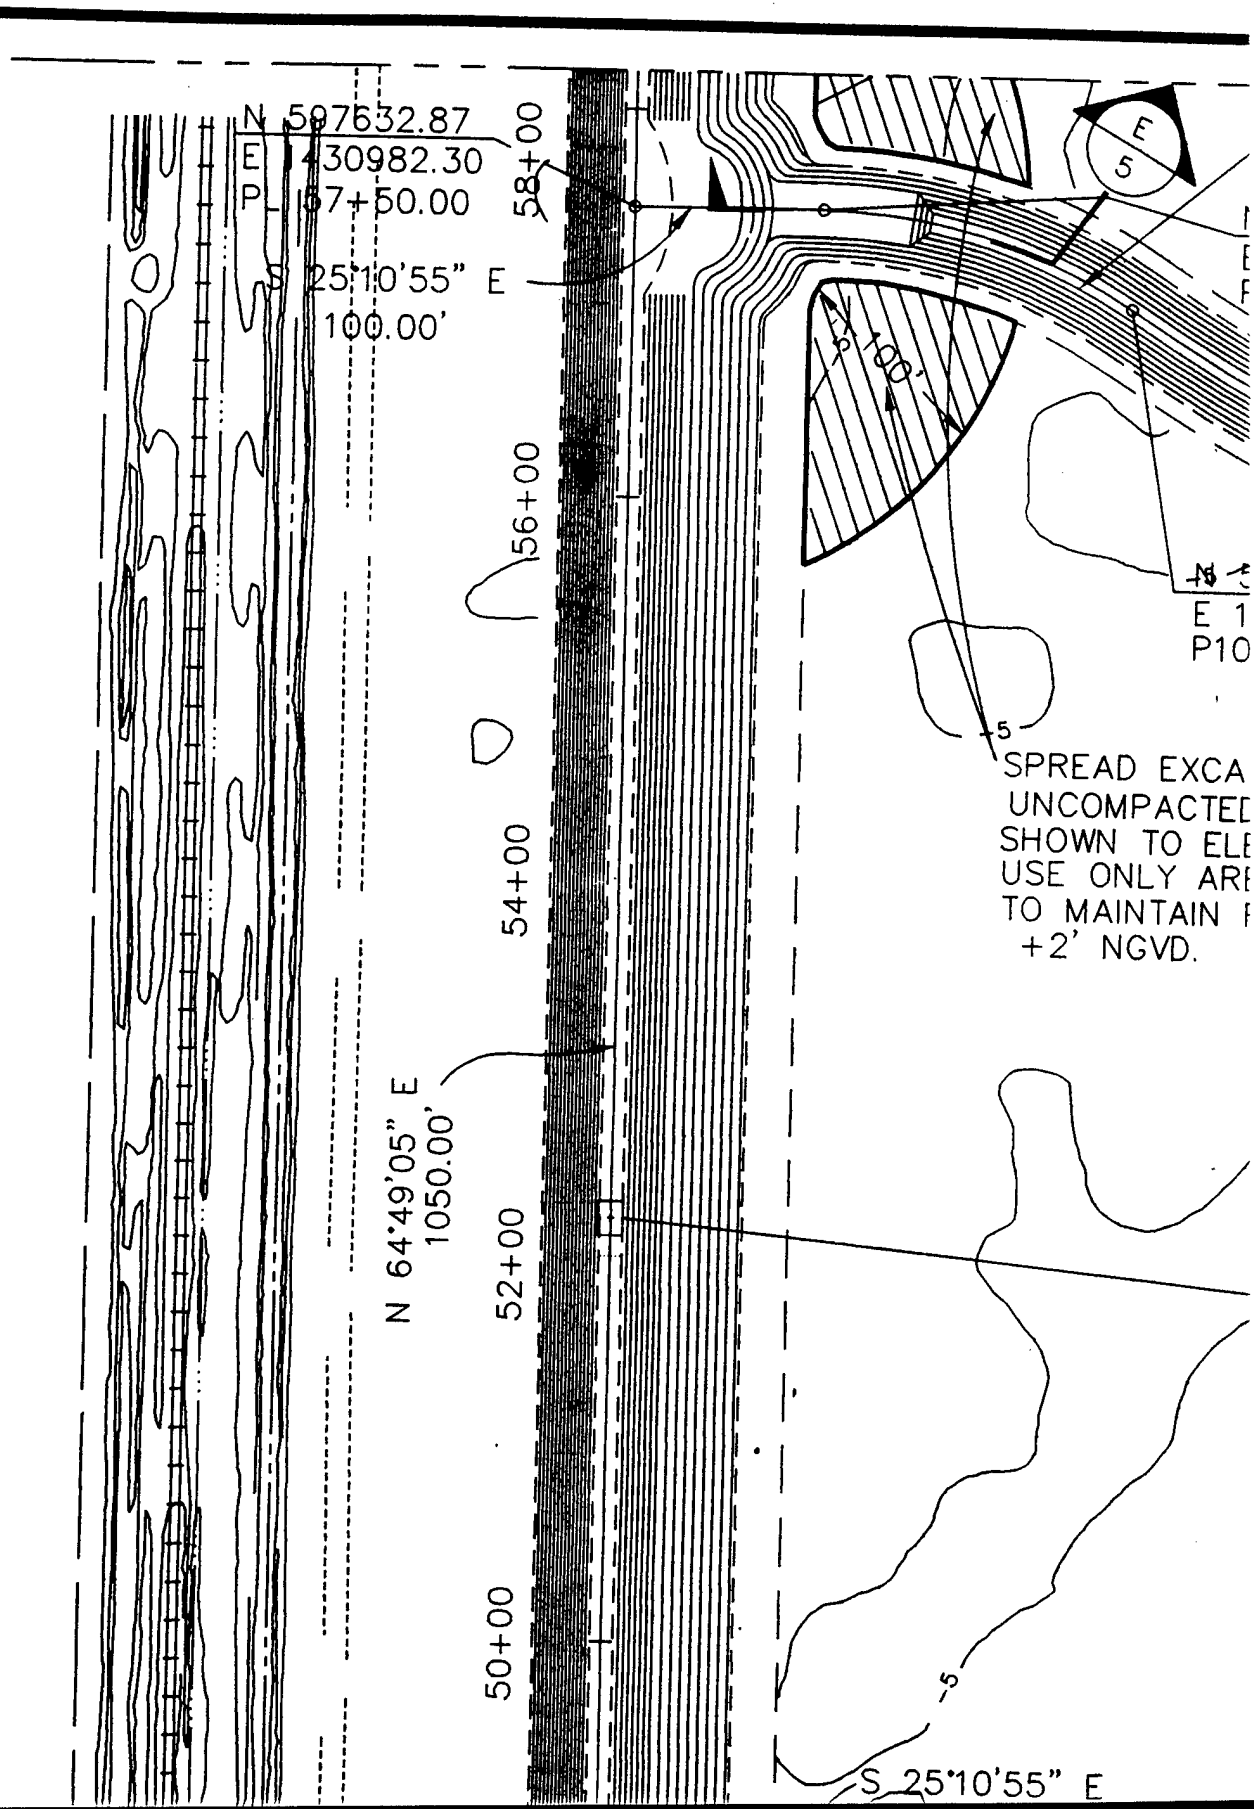 N 597632.87
E 1430982.30
P 57+50.00
S 25°10'55" E
100.00'
58+00
E
5
-5
100'
56+00
E 1
P10
-5
SPREAD EXCA
UNCOMPACTED
SHOWN TO ELE
USE ONLY ARE
TO MAINTAIN
+2' NGVD.
54+00
N 64°49'05" E
1050.00'
52+00
50+00
-5
S 25°10'55" E